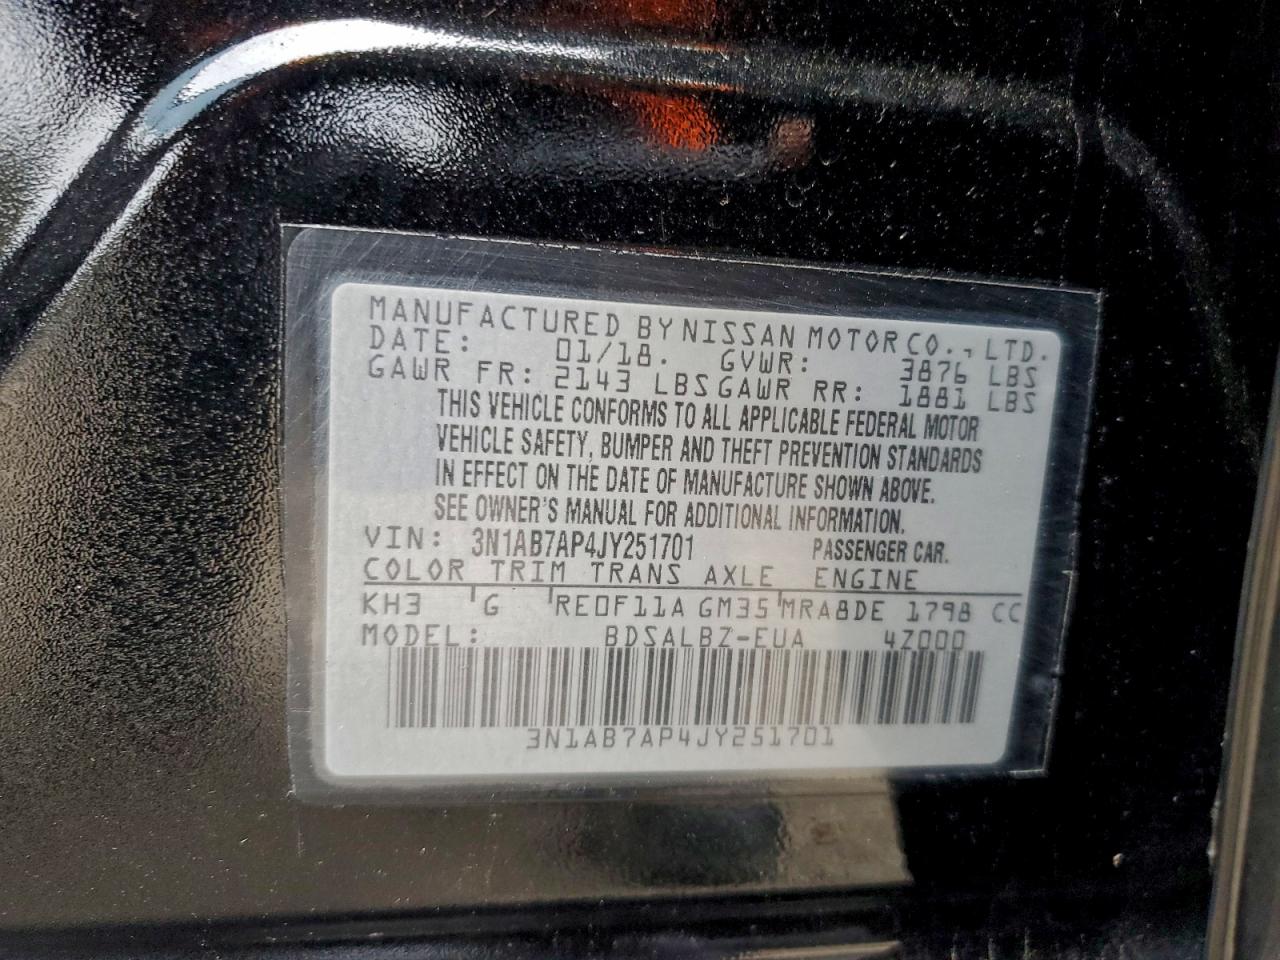 MANUFACTURED BY NISSAN MOTOR CO., LTD.
DATE: 01/18. GVWR: 3876 LBS
GAWR FR: 2143 LBS GAWR RR: 1881 LBS
THIS VEHICLE CONFORMS TO ALL APPLICABLE FEDERAL MOTOR
VEHICLE SAFETY, BUMPER AND THEFT PREVENTION STANDARDS
IN EFFECT ON THE DATE OF MANUFACTURE SHOWN ABOVE.
SEE OWNER'S MANUAL FOR ADDITIONAL INFORMATION.
VIN: 3N1AB7AP4JY251701 PASSENGER CAR.
COLOR TRIM TRANS AXLE ENGINE
KH3 G RE0F11A GM35 MRA8DE 1798 CC
MODEL: BDSALBZ-EUA 4Z000
3N1AB7AP4JY251701